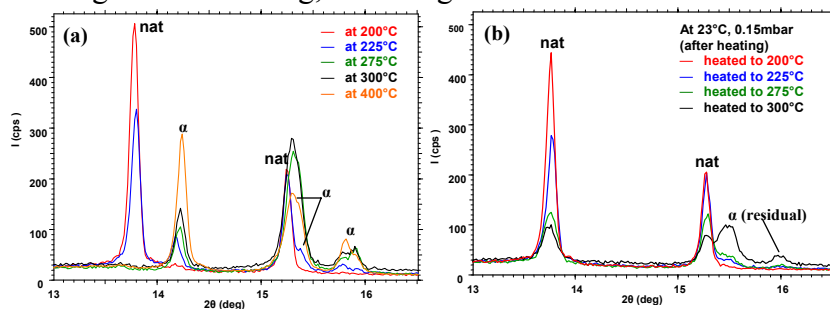 (a)
nat
at 200°C
at 225°C
at 275°C
at 300°C
at 400°C
α
nat
α
α
500
400
300
200
100
0
I (cps)
13 14 15 16
2θ (deg)
(b)
nat
At 23°C, 0.15mbar
(after heating)
heated to 200°C
heated to 225°C
heated to 275°C
heated to 300°C
nat
α (residual)
500
400
300
200
100
0
I (cps)
13 14 15 16
2θ (deg)